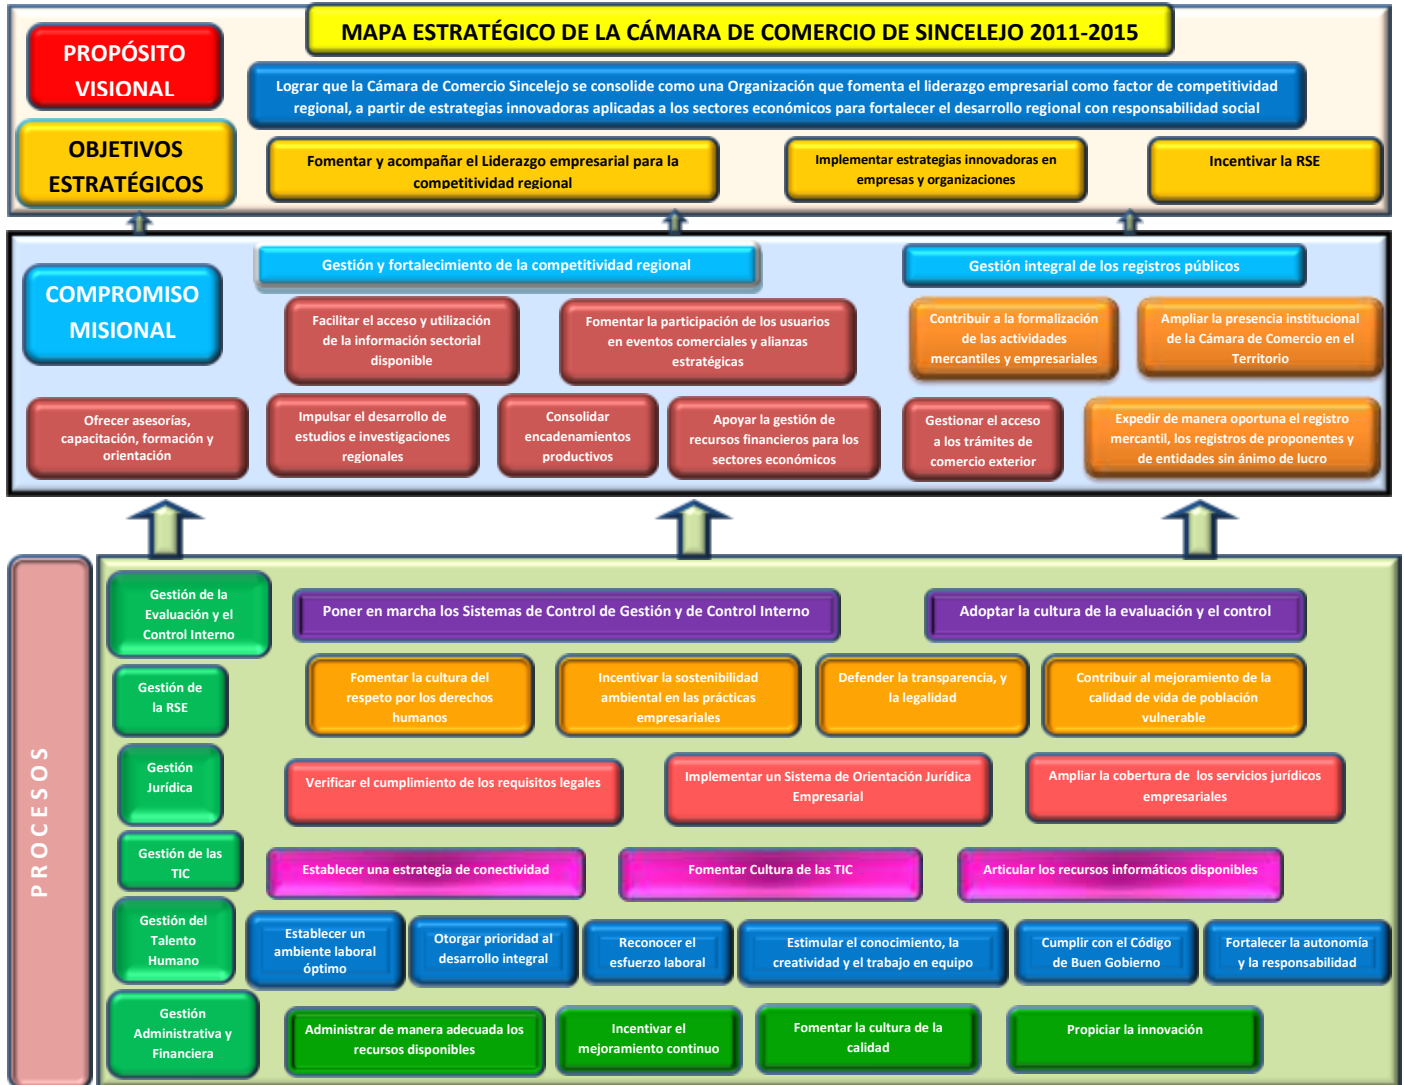 MAPA ESTRATÉGICO DE LA CÁMARA DE COMERCIO DE SINCELEJO 2011-2015
PROPÓSITO
VISIONAL
Lograr que la Cámara de Comercio Sincelejo se consolide como una Organización que fomenta el liderazgo empresarial como factor de competitividad
regional, a partir de estrategias innovadoras aplicadas a los sectores económicos para fortalecer el desarrollo regional con responsabilidad social
OBJETIVOS
ESTRATÉGICOS
Fomentar y acompañar el Liderazgo empresarial para la
competitividad regional
Implementar estrategias innovadoras en
empresas y organizaciones
Incentivar la RSE
COMPROMISO
MISIONAL
Gestión y fortalecimiento de la competitividad regional
Gestión integral de los registros públicos
Facilitar el acceso y utilización
de la información sectorial
disponible
Fomentar la participación de los usuarios
en eventos comerciales y alianzas
estratégicas
Contribuir a la formalización
de las actividades
mercantiles y empresariales
Ampliar la presencia institucional
de la Cámara de Comercio en el
Territorio
Ofrecer asesorías,
capacitación, formación y
orientación
Impulsar el desarrollo de
estudios e investigaciones
regionales
Consolidar
encadenamientos
productivos
Apoyar la gestión de
recursos financieros para los
sectores económicos
Gestionar el acceso
a los trámites de
comercio exterior
Expedir de manera oportuna el registro
mercantil, los registros de proponentes y
de entidades sin ánimo de lucro
PROCESOS
Gestión de la
Evaluación y el
Control Interno
Poner en marcha los Sistemas de Control de Gestión y de Control Interno
Adoptar la cultura de la evaluación y el control
Gestión de
la RSE
Fomentar la cultura del
respeto por los derechos
humanos
Incentivar la sostenibilidad
ambiental en las prácticas
empresariales
Defender la transparencia, y
la legalidad
Contribuir al mejoramiento de la
calidad de vida de población
vulnerable
Gestión
Jurídica
Verificar el cumplimiento de los requisitos legales
Implementar un Sistema de Orientación Jurídica
Empresarial
Ampliar la cobertura de los servicios jurídicos
empresariales
Gestión de las
TIC
Establecer una estrategia de conectividad
Fomentar Cultura de las TIC
Articular los recursos informáticos disponibles
Gestión del
Talento
Humano
Establecer un
ambiente laboral
óptimo
Otorgar prioridad al
desarrollo integral
Reconocer el
esfuerzo laboral
Estimular el conocimiento, la
creatividad y el trabajo en equipo
Cumplir con el Código
de Buen Gobierno
Fortalecer la autonomía
y la responsabilidad
Gestión
Administrativa y
Financiera
Administrar de manera adecuada los
recursos disponibles
Incentivar el
mejoramiento continuo
Fomentar la cultura de la
calidad
Propiciar la innovación